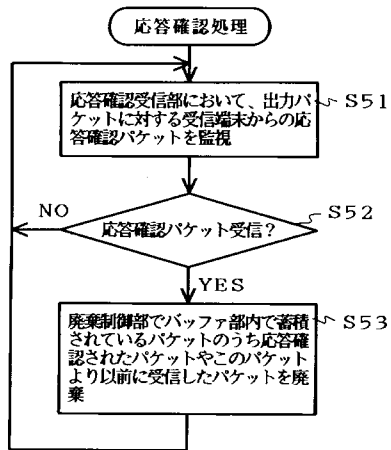 応答確認処理
応答確認受信部において、出力パ
ケットに対する受信端末からの応
答確認パケットを監視
S51
応答確認パケット受信？
S52
NO
YES
廃棄制御部でバッファ部内で蓄積
されているパケットのうち応答確
認されたパケットやこのパケット
より以前に受信したパケットを廃
棄
S53